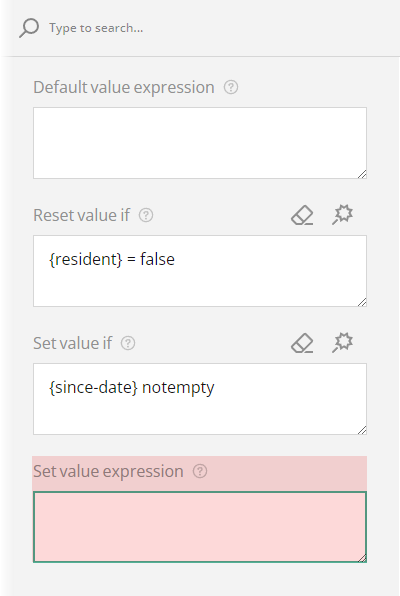 Type to search...
Default value expression
Reset value if
{resident} = false
Set value if
{since-date} notempty
Set value expression